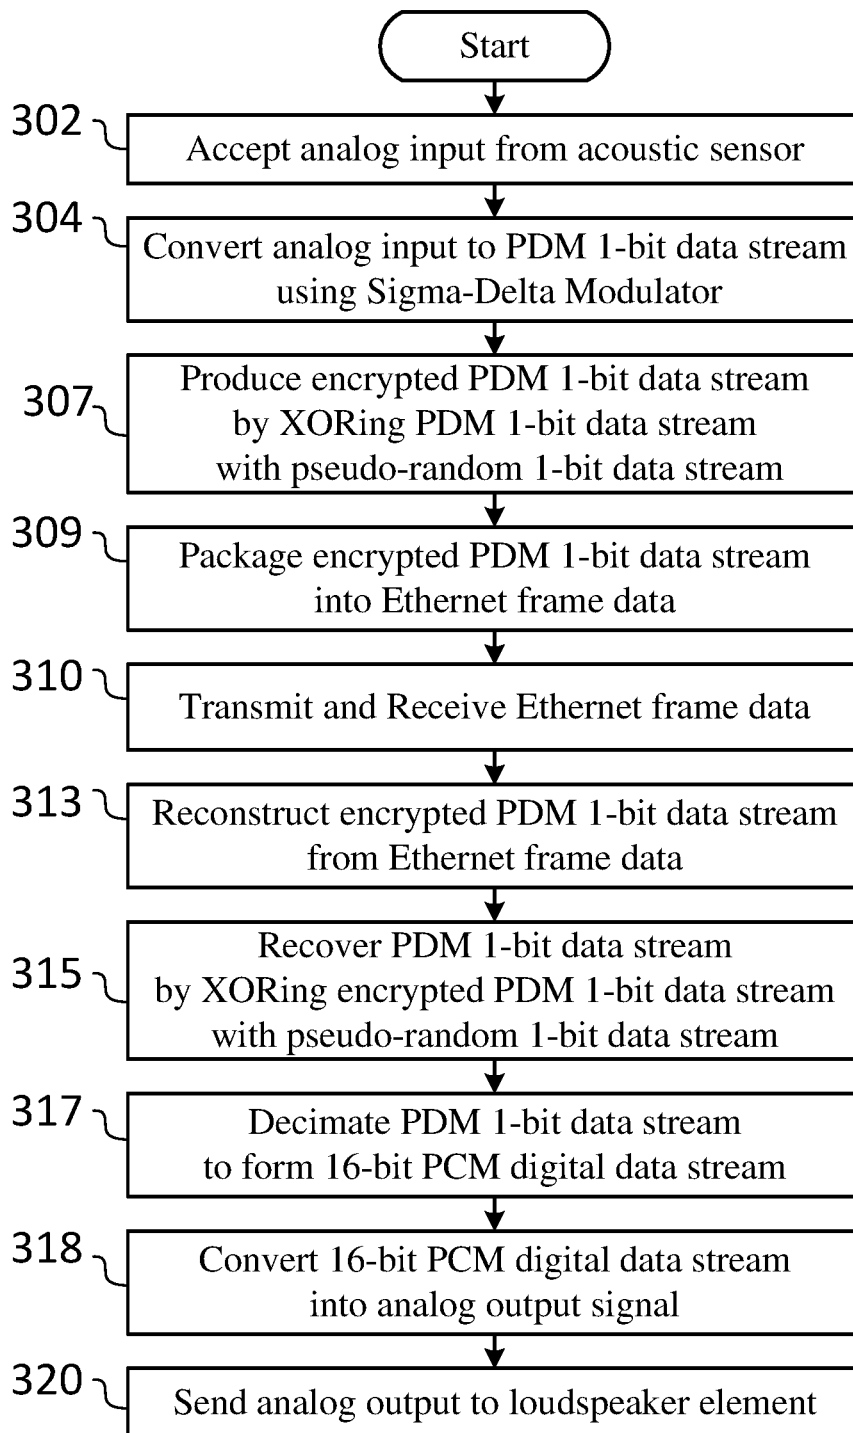 Start
302
Accept analog input from acoustic sensor
304
Convert analog input to PDM 1-bit data stream
using Sigma-Delta Modulator
307
Produce encrypted PDM 1-bit data stream
by XORing PDM 1-bit data stream
with pseudo-random 1-bit data stream
309
Package encrypted PDM 1-bit data stream
into Ethernet frame data
310
Transmit and Receive Ethernet frame data
313
Reconstruct encrypted PDM 1-bit data stream
from Ethernet frame data
315
Recover PDM 1-bit data stream
by XORing encrypted PDM 1-bit data stream
with pseudo-random 1-bit data stream
317
Decimate PDM 1-bit data stream
to form 16-bit PCM digital data stream
318
Convert 16-bit PCM digital data stream
into analog output signal
320
Send analog output to loudspeaker element